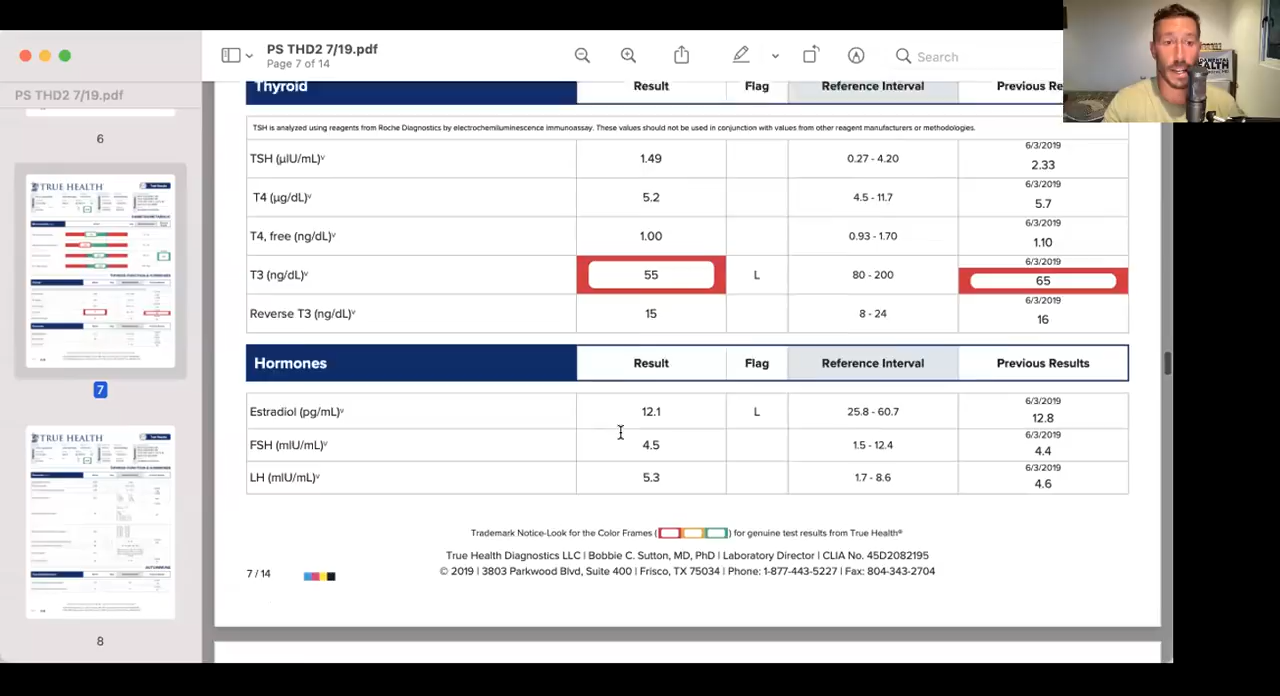 PS THD2 7/19.pdf
Page 7 of 14
Search
PS THD2 7/19.pdf
6
TRUE HEALTH
7
TRUE HEALTH
8
Thyroid Result Flag Reference Interval Previous Re
TSH is analyzed using reagents from Roche Diagnostics by electrochemiluminescence immunoassay. These values should not be used in conjunction with values from other reagent manufacturers or methodologies.
6/3/2019
TSH (µIU/mL)ᵛ 1.49 0.27 - 4.20 2.33
6/3/2019
T4 (µg/dL)ᵛ 5.2 4.5 - 11.7 5.7
6/3/2019
T4, free (ng/dL)ᵛ 1.00 0.93 - 1.70 1.10
6/3/2019
T3 (ng/dL)ᵛ 55 L 80 - 200 65
6/3/2019
Reverse T3 (ng/dL)ᵛ 15 8 - 24 16
Hormones Result Flag Reference Interval Previous Results
6/3/2019
Estradiol (pg/mL)ᵛ 12.1 L 25.8 - 60.7 12.8
6/3/2019
FSH (mIU/mL)ᵛ 4.5 1.5 - 12.4 4.4
6/3/2019
LH (mIU/mL)ᵛ 5.3 1.7 - 8.6 4.6
Trademark Notice-Look for the Color Frames ( ) for genuine test results from True Health®
True Health Diagnostics LLC | Bobbie C. Sutton, MD, PhD | Laboratory Director | CLIA No. 45D2082195
© 2019 | 3803 Parkwood Blvd, Suite 400 | Frisco, TX 75034 | Phone: 1-877-443-5227 | Fax: 804-343-2704
7 / 14